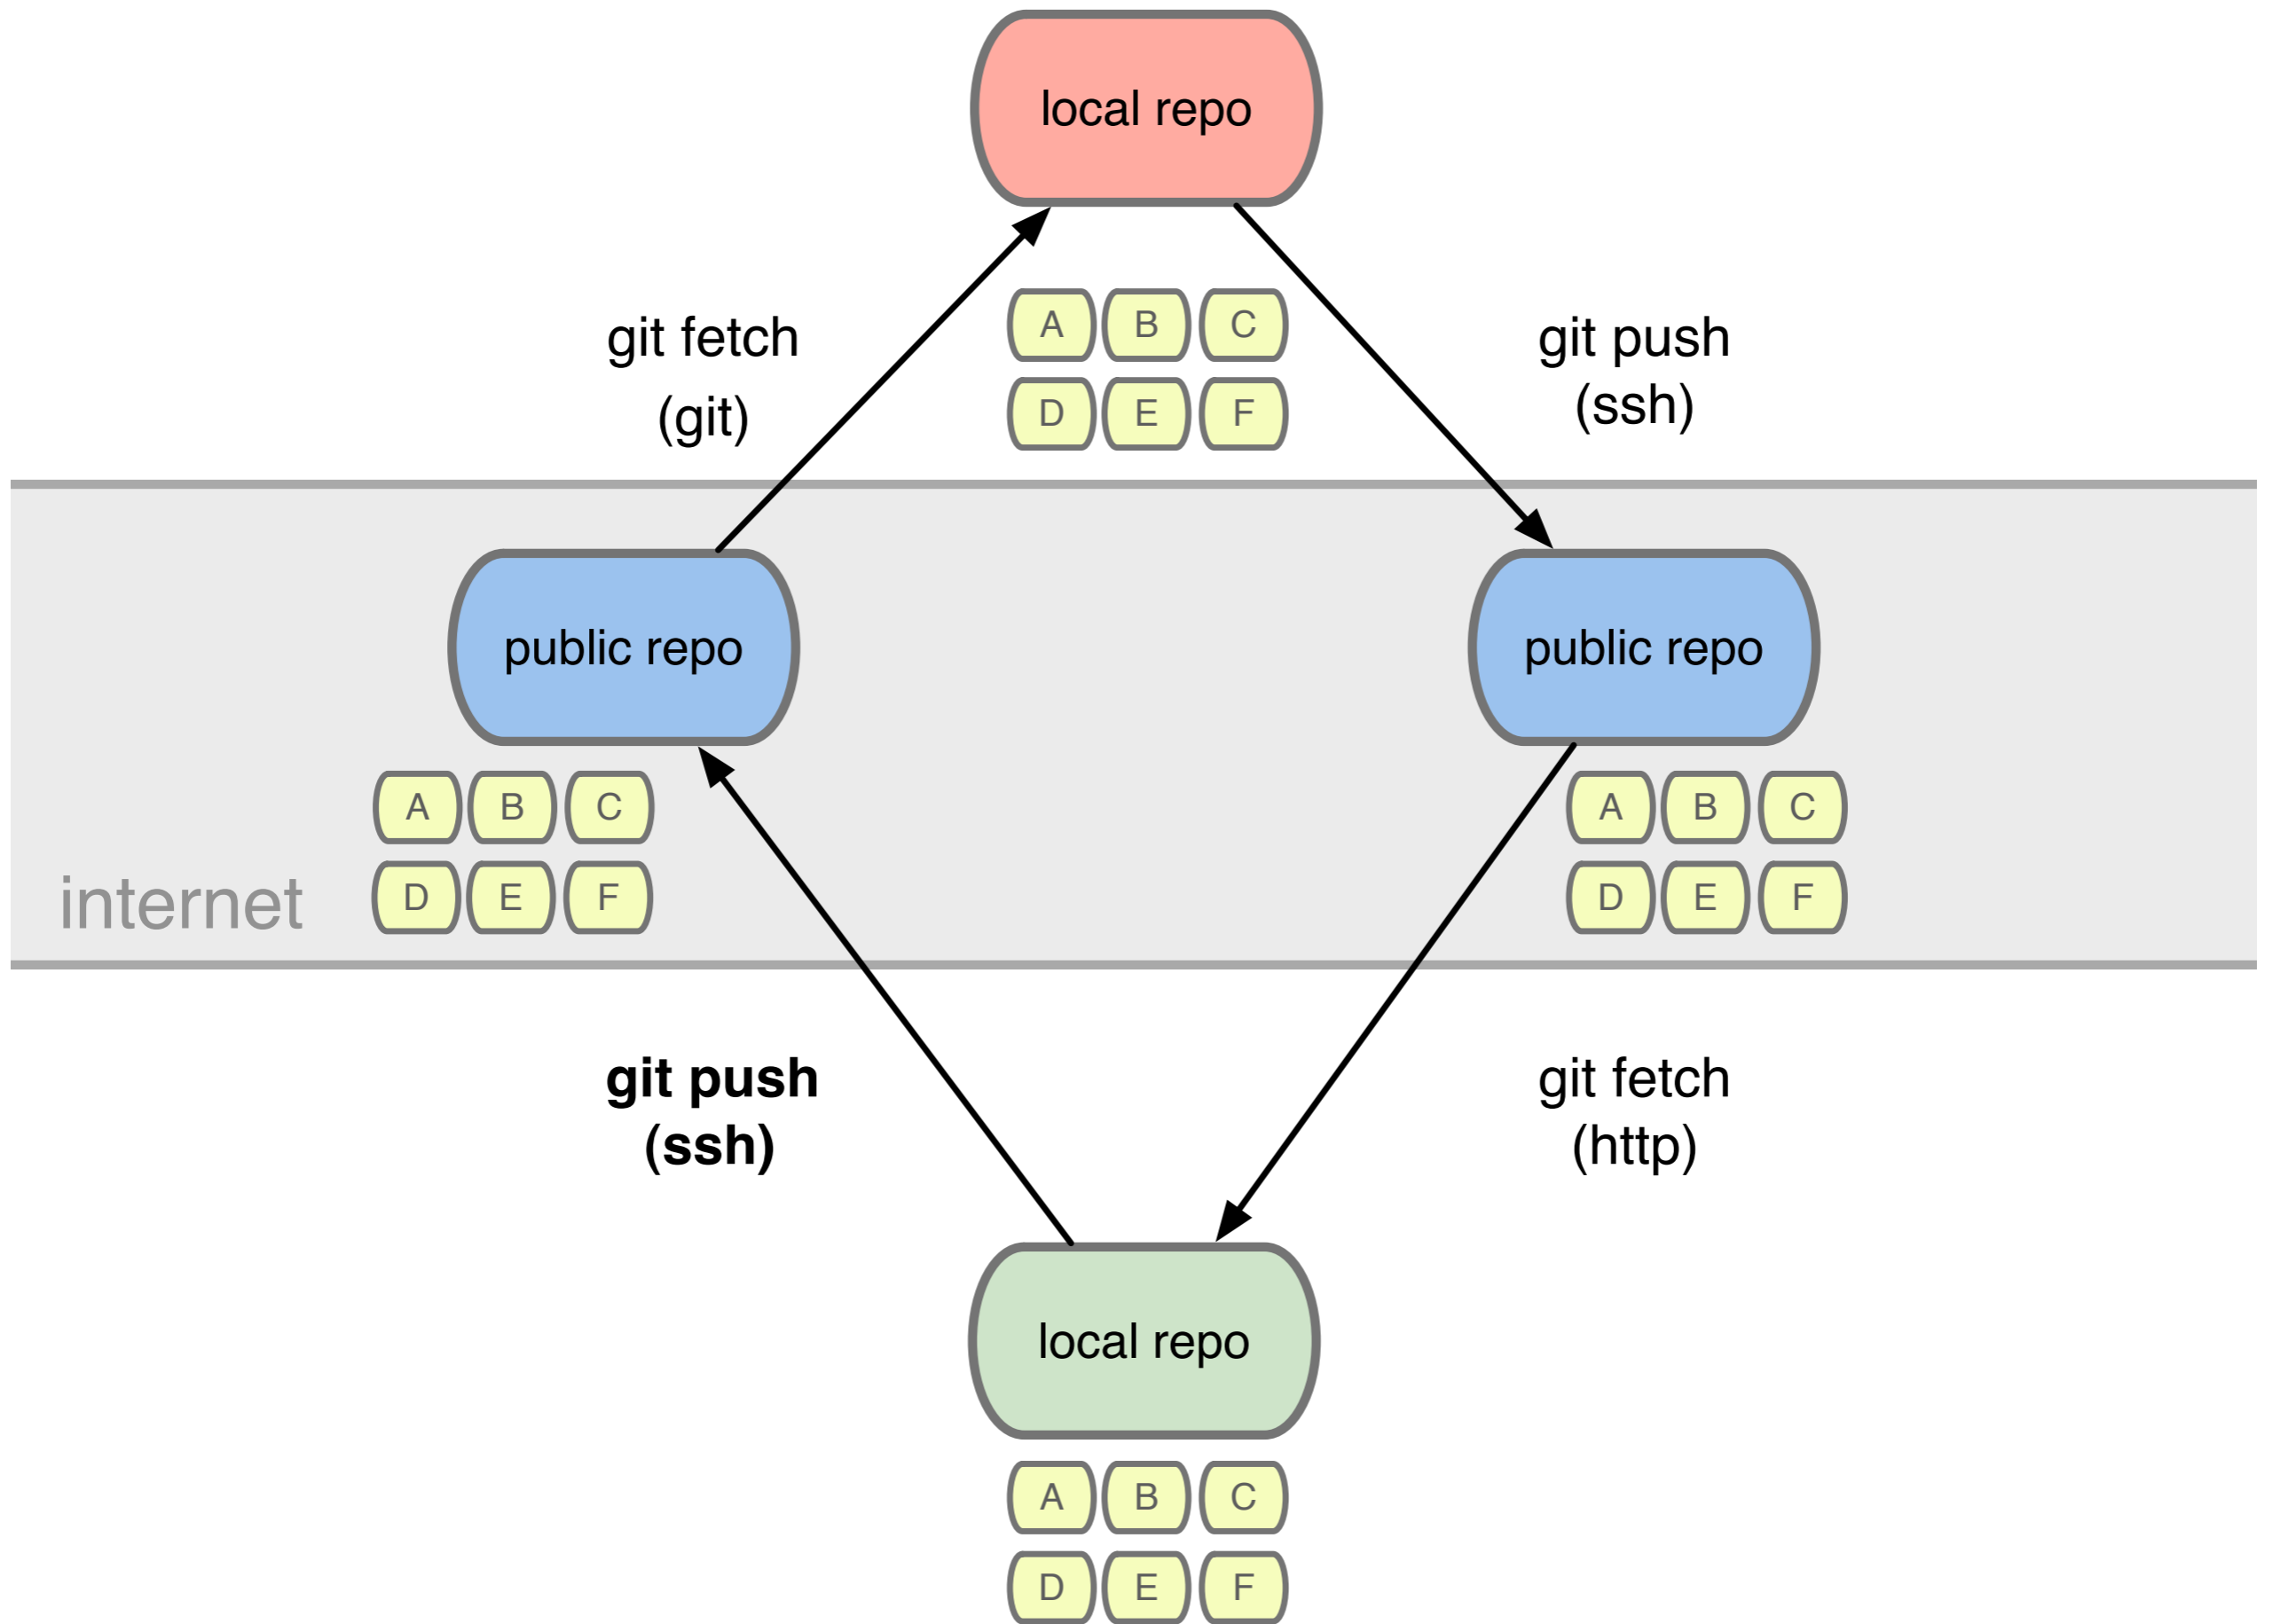 local repo
git fetch
(git)
A B C
D E F
git push
(ssh)
public repo
public repo
A B C
D E F
A B C
D E F
internet
git push
(ssh)
git fetch
(http)
local repo
A B C
D E F